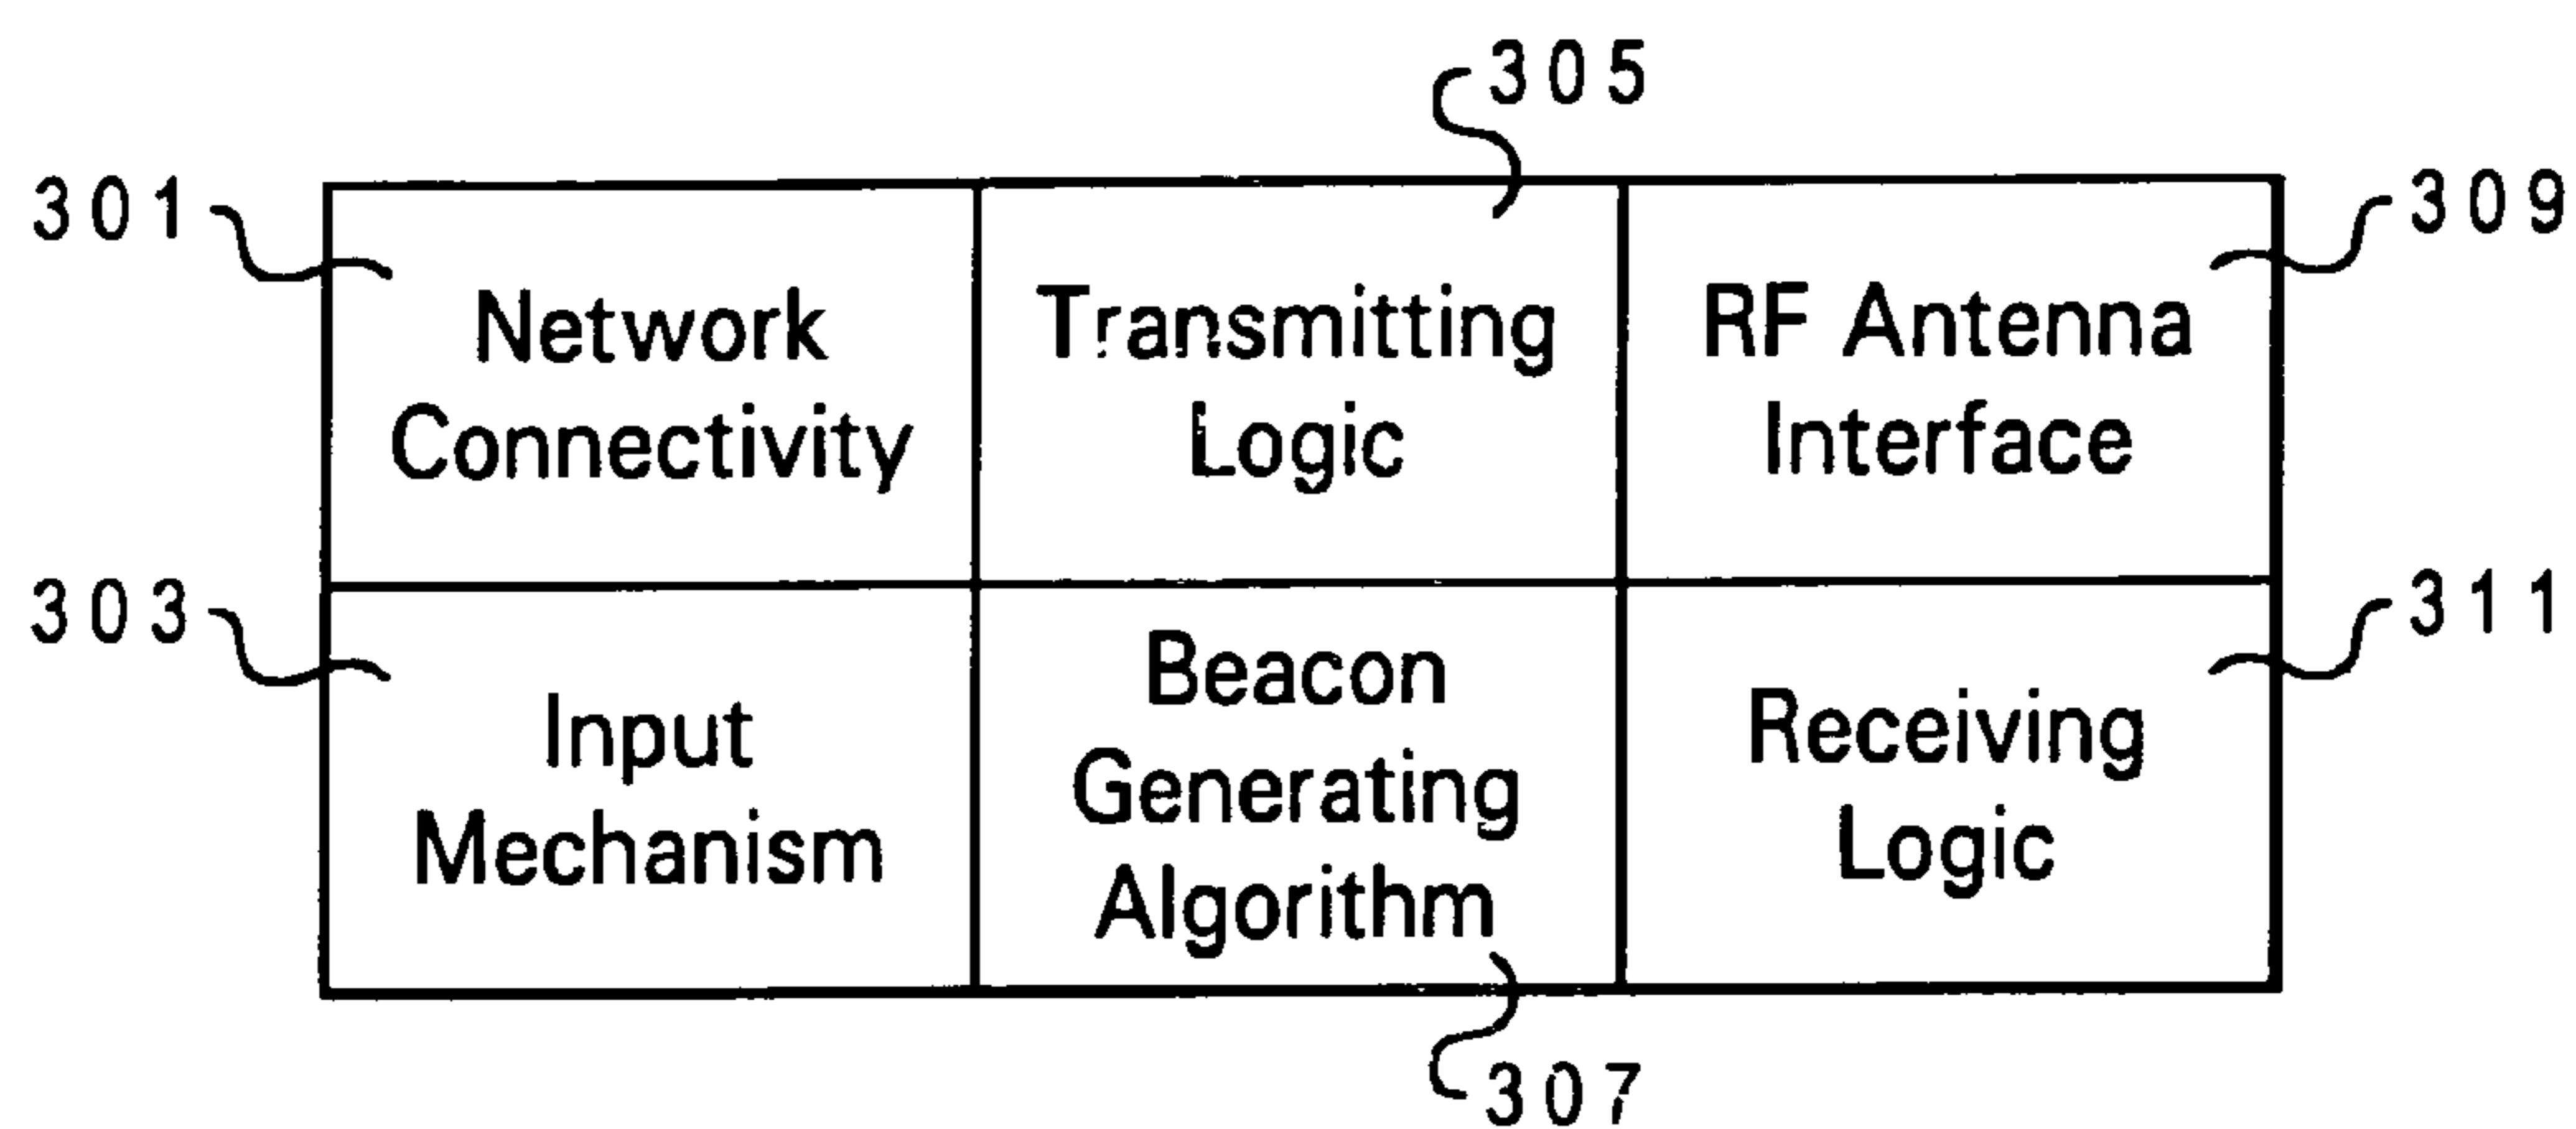 305
301
309
Network
Connectivity
Transmitting
Logic
RF Antenna
Interface
303
311
Input
Mechanism
Beacon
Generating
Algorithm
Receiving
Logic
307